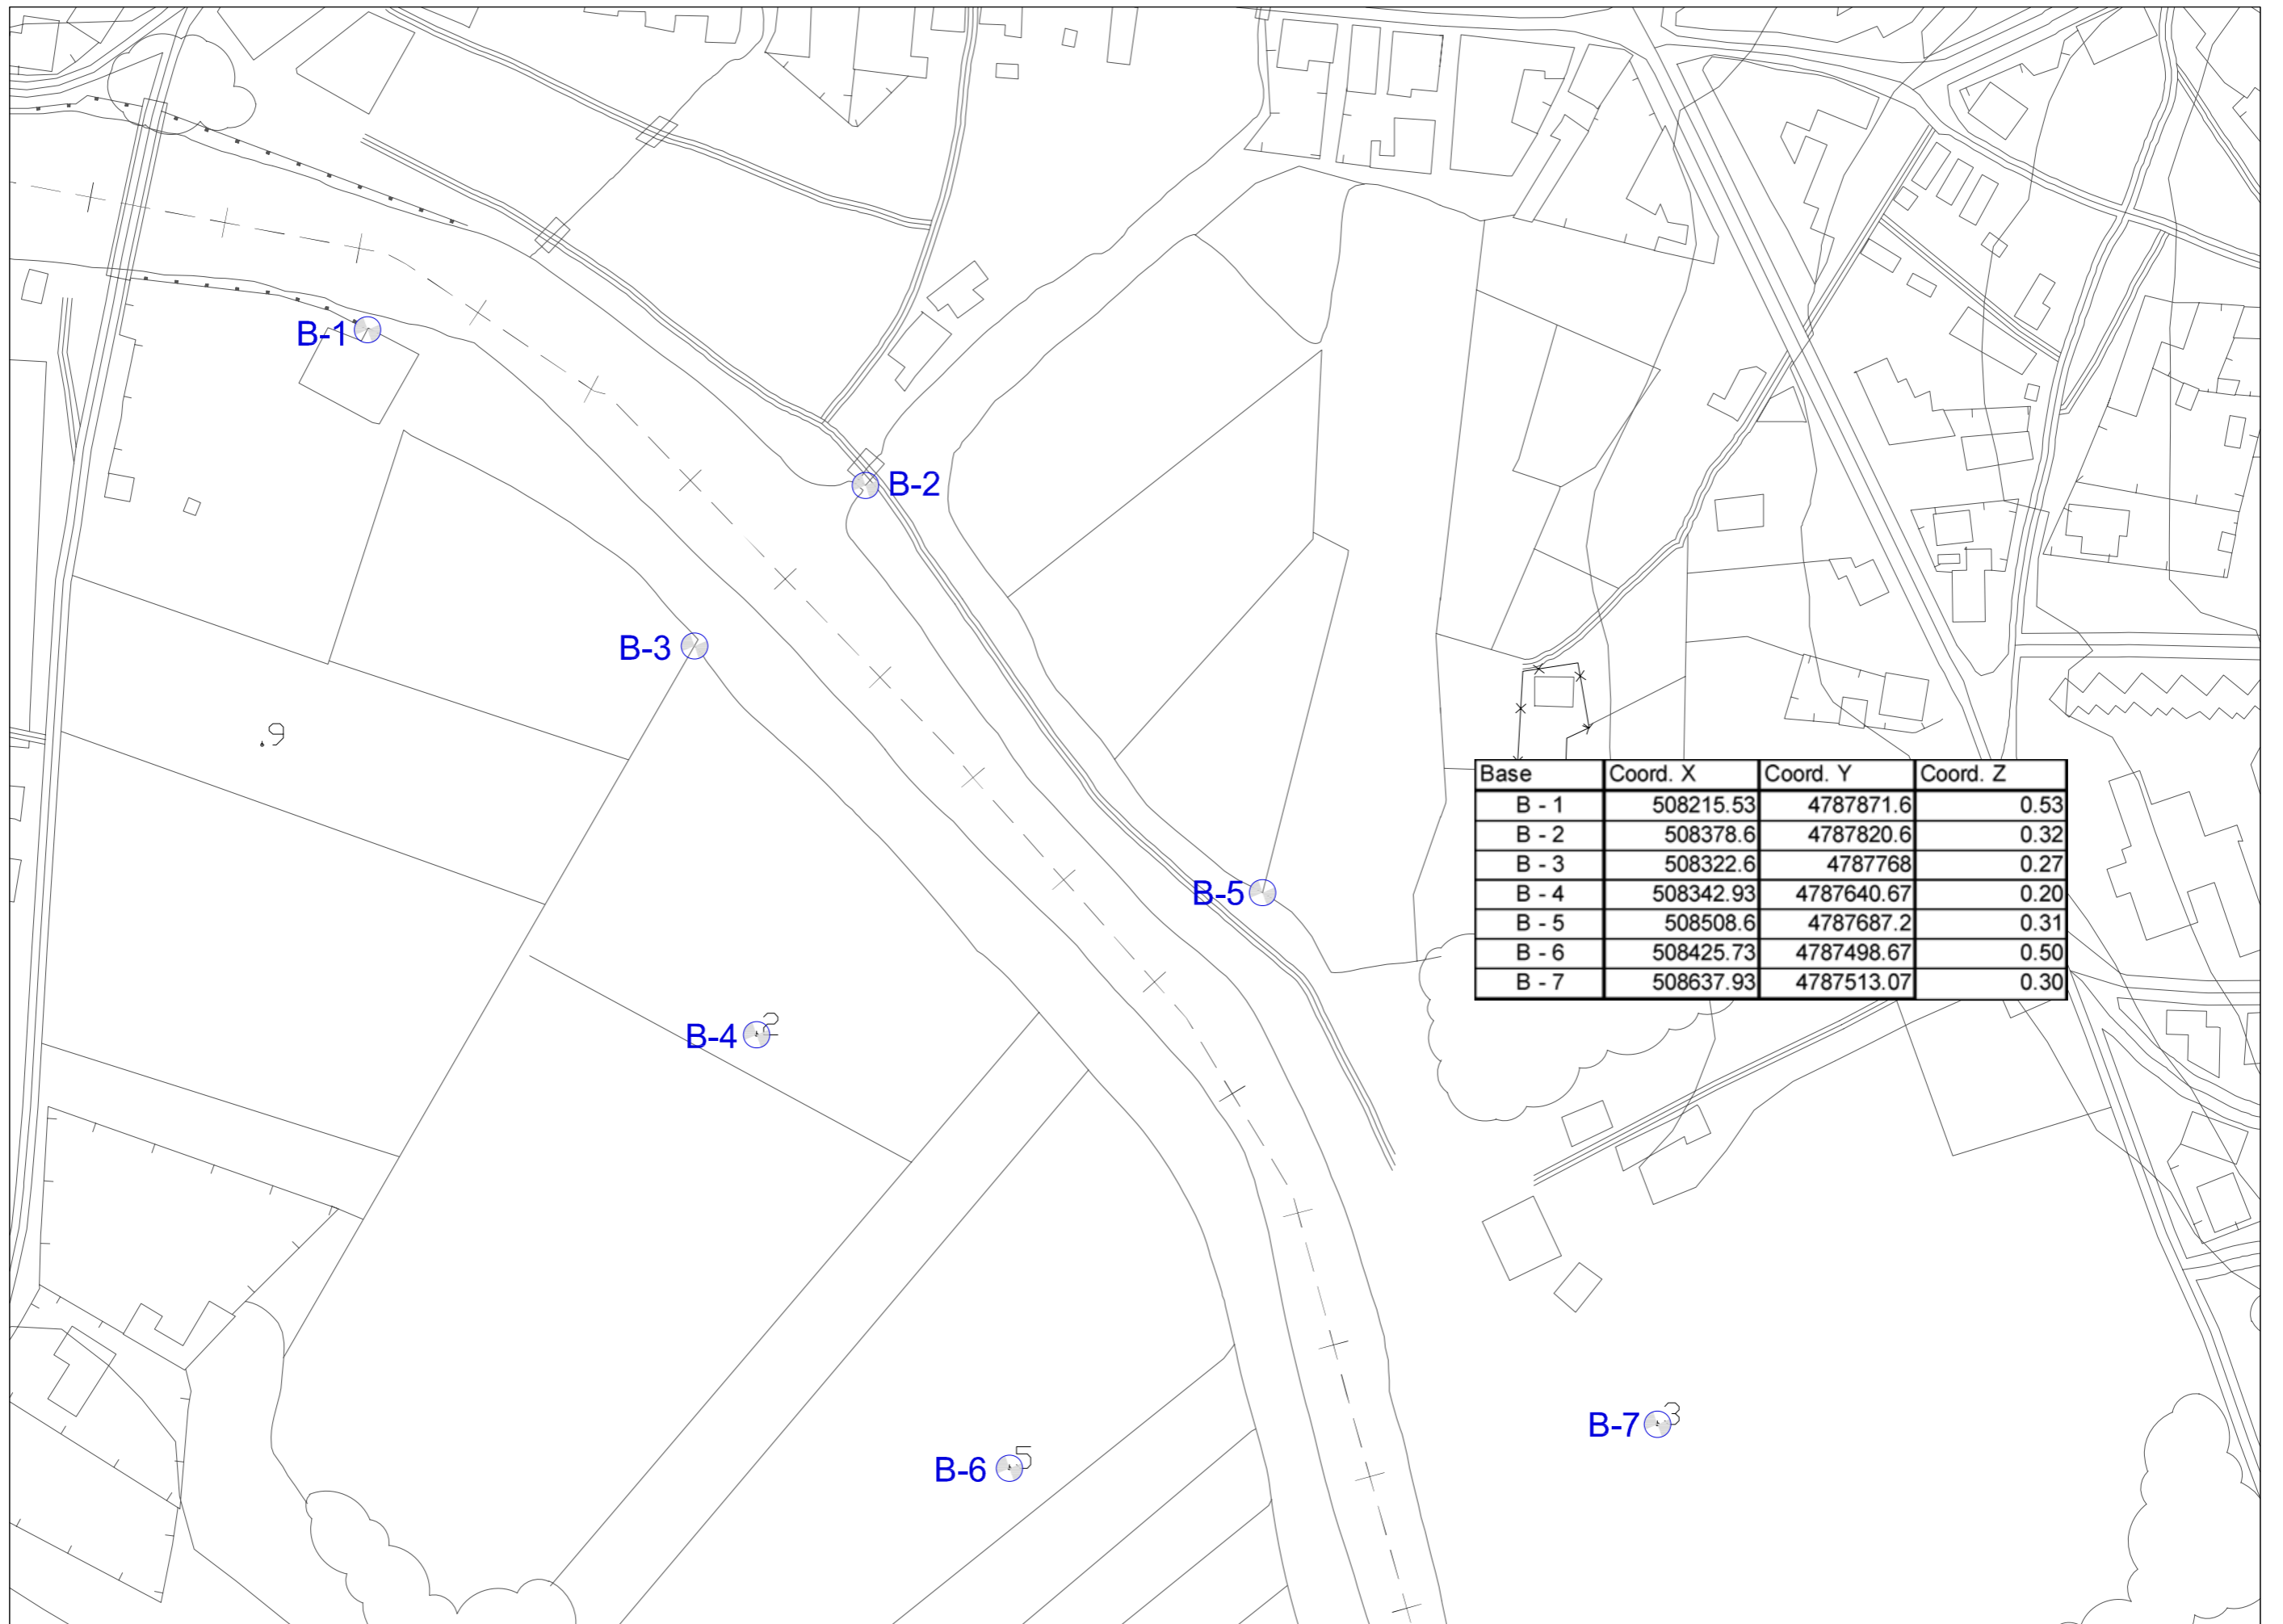 B-1
B-2
B-3
9.
Base Coord. X Coord. Y Coord. Z
B - 1 508215.53 4787871.6 0.53
B - 2 508378.6 4787820.6 0.32
B - 3 508322.6 4787768 0.27
B - 4 508342.93 4787640.67 0.20
B - 5 508508.6 4787687.2 0.31
B - 6 508425.73 4787498.67 0.50
B - 7 508637.93 4787513.07 0.30
B-5
B-4
B-7 3
B-6 5